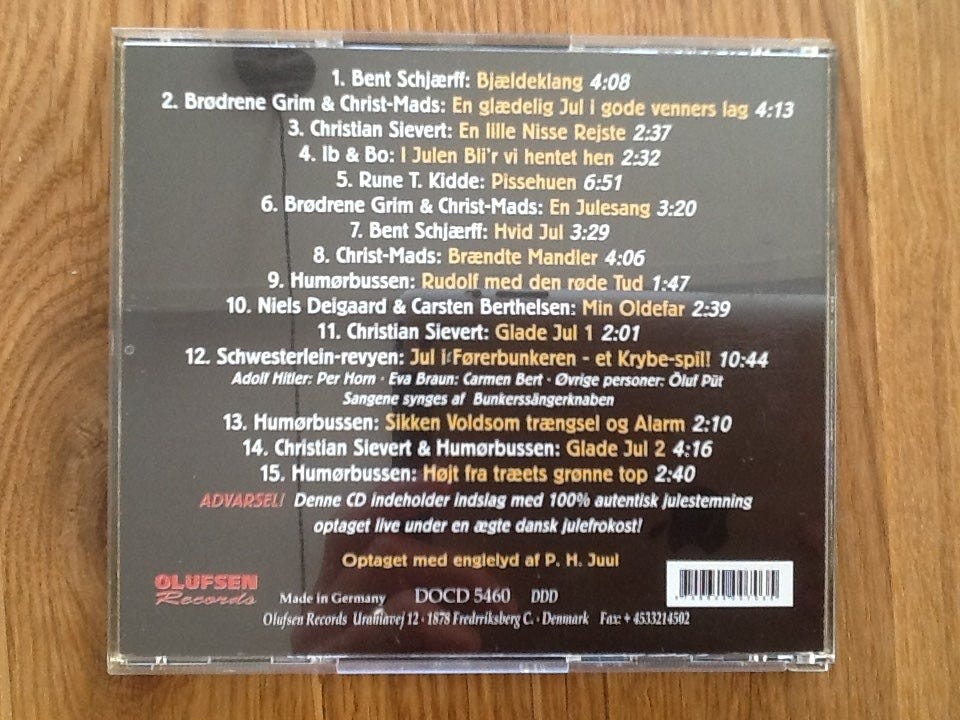 1. Bent Schjærff: Bjældeklang 4:08
2. Brødrene Grim & Christ-Mads: En glædelig Jul i gode venners lag 4:13
3. Christian Sievert: En lille Nisse Rejste 2:37
4. Ib & Bo: I Julen Bli'r vi hentet hen 2:32
5. Rune T. Kidde: Pissehuen 6:51
6. Brødrene Grim & Christ-Mads: En Julesang 3:20
7. Bent Schjærff: Hvid Jul 3:29
8. Christ-Mads: Brændte Mandler 4:06
9. Humørbussen: Rudolf med den røde Tud 1:47
10. Niels Deigaard & Carsten Berthelsen: Min Oldefar 2:39
11. Christian Sievert: Glade Jul 1 2:01
12. Schwesterlein-revyen: Jul i Førerbunkeren - et Krybe-spil! 10:44
Adolf Hitler: Per Horn · Eva Braun: Carmen Bert · Øvrige personer: Öluf Püt
Sangene synges af Bunkerssängerknaben
13. Humørbussen: Sikken Voldsom trængsel og Alarm 2:10
14. Christian Sievert & Humørbussen: Glade Jul 2 4:16
15. Humørbussen: Højt fra træets grønne top 2:40
ADVARSEL! Denne CD indeholder indslag med 100% autentisk julestemning
optaget live under en ægte dansk julefrokost!
Optaget med englelyd af P. H. Juul
OLUFSEN
Records
Made in Germany DOCD 5460 DDD
Olufsen Records Uraniavej 12 · 1878 Fredrriksberg C. · Denmark Fax: + 4533214502